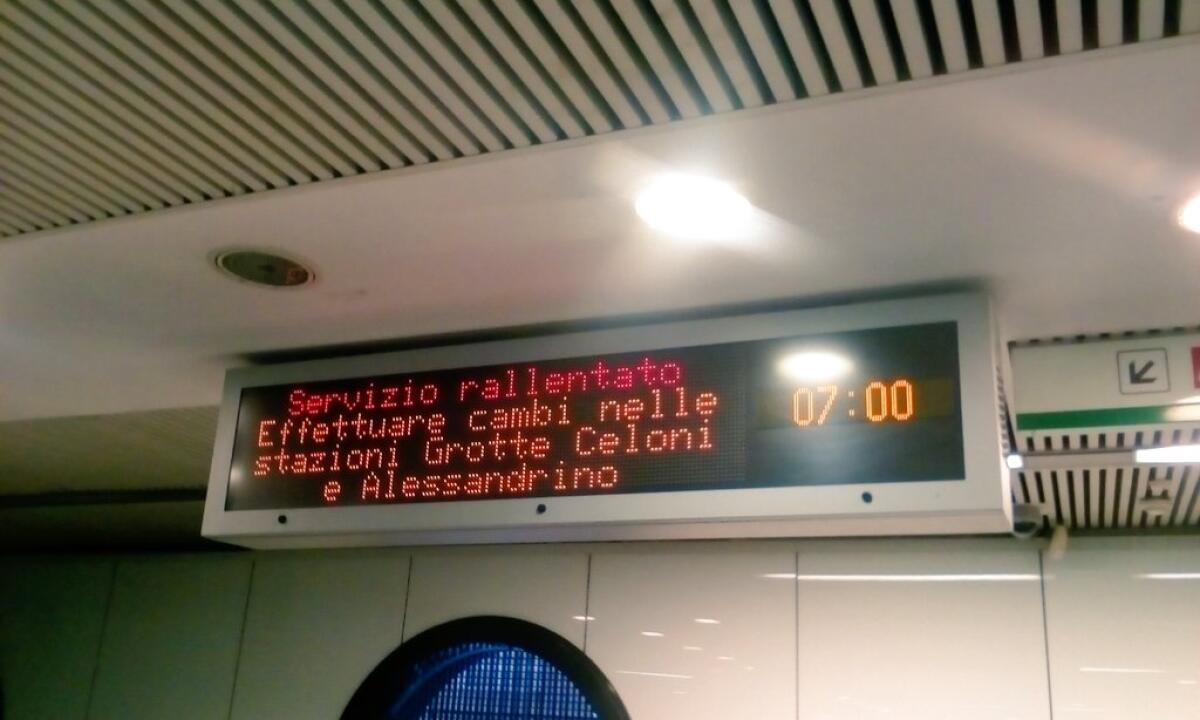 Servizio rallentato
Effettuare cambi nelle
stazioni Grotte Celoni
e Alessandrino
07:00